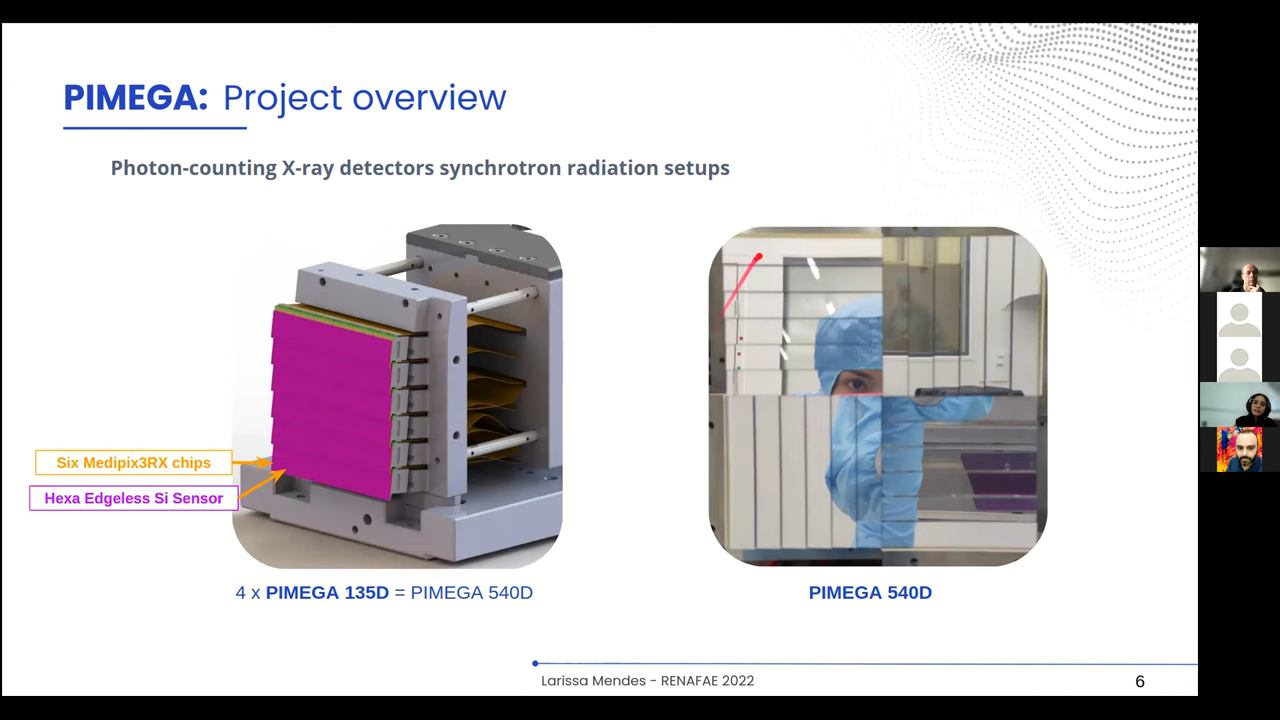 PIMEGA: Project overview
Photon-counting X-ray detectors synchrotron radiation setups
Six Medipix3RX chips
Hexa Edgeless Si Sensor
4 x PIMEGA 135D = PIMEGA 540D
PIMEGA 540D
Larissa Mendes - RENAFAE 2022
6